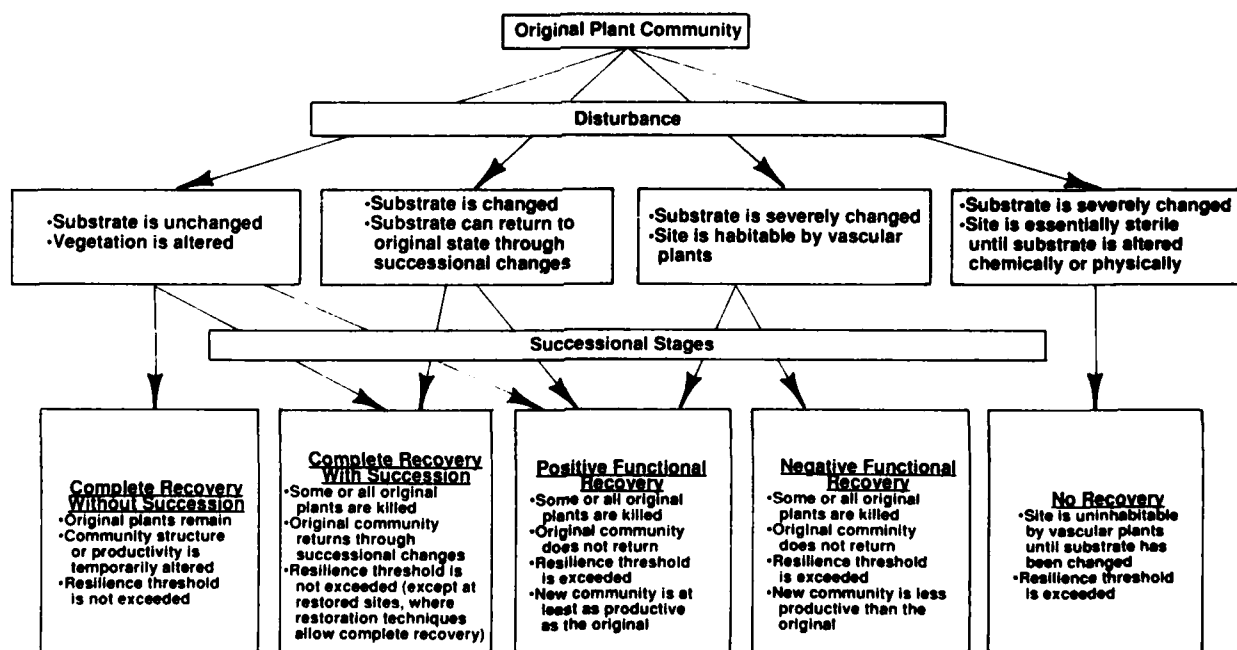 Original Plant Community
Disturbance
•Substrate is unchanged
•Vegetation is altered
•Substrate is changed
•Substrate can return to
original state through
successional changes
•Substrate is severely changed
•Site is habitable by vascular
plants
•Substrate is severely changed
•Site is essentially sterile
until substrate is altered
chemically or physically
Successional Stages
Complete Recovery
Without Succession
•Original plants remain
•Community structure
or productivity is
temporarily altered
•Resilience threshold
is not exceeded
Complete Recovery
With Succession
•Some or all original
plants are killed
•Original community
returns through
successional changes
•Resilience threshold is
not exceeded (except at
restored sites, where
restoration techniques
allow complete recovery)
Positive Functional
Recovery
•Some or all original
plants are killed
•Original community
does not return
•Resilience threshold
is exceeded
•New community is at
least as productive
as the original
Negative Functional
Recovery
•Some or all original
plants are killed
•Original comminity
does not return
•Resilience threshold
is exceeded
•New community is less
productive than the
original
No Recovery
•Site is uninhabitable
by vascular plants
until substrate has
been changed
•Resilience threshold
is exceeded